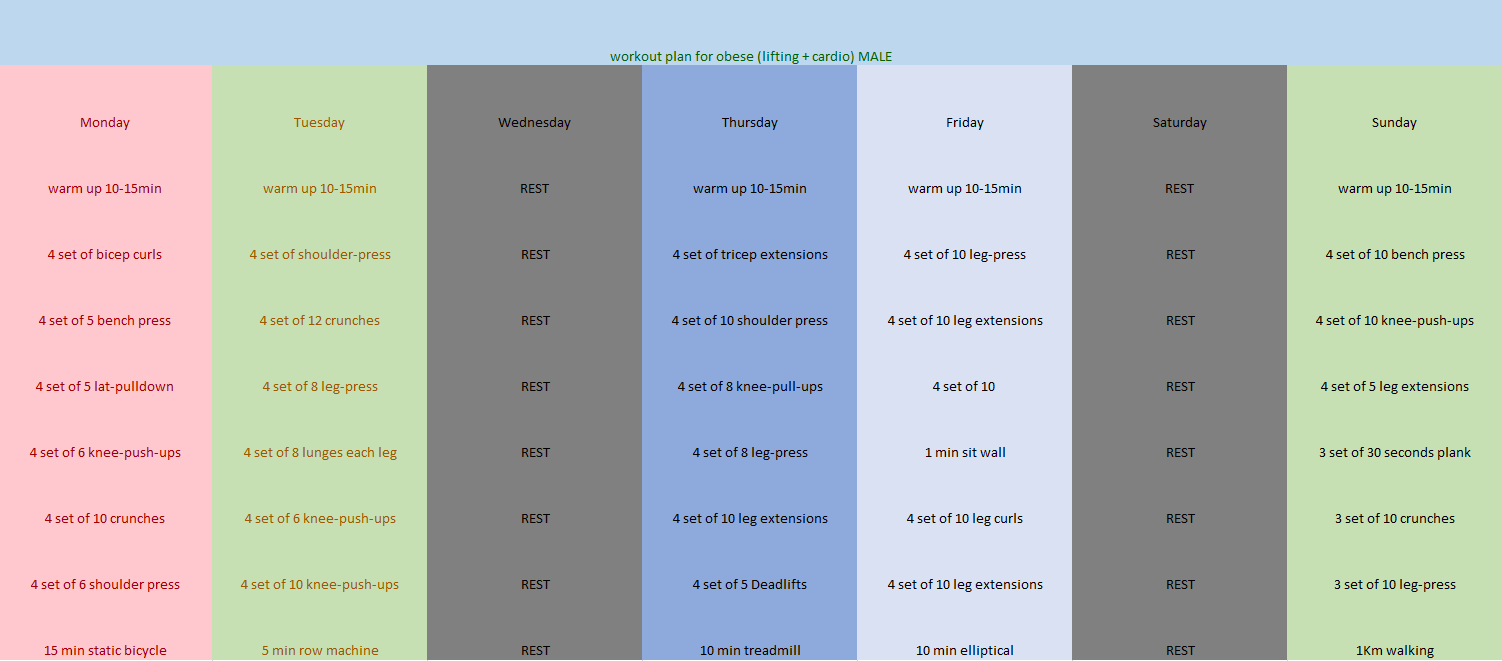 workout plan for obese (lifting + cardio) MALE
Monday Tuesday Wednesday Thursday Friday Saturday Sunday
warm up 10-15min warm up 10-15min REST warm up 10-15min warm up 10-15min REST warm up 10-15min
4 set of bicep curls 4 set of shoulder-press REST 4 set of tricep extensions 4 set of 10 leg-press REST 4 set of 10 bench press
4 set of 5 bench press 4 set of 12 crunches REST 4 set of 10 shoulder press 4 set of 10 leg extensions REST 4 set of 10 knee-push-ups
4 set of 5 lat-pulldown 4 set of 8 leg-press REST 4 set of 8 knee-pull-ups 4 set of 10 REST 4 set of 5 leg extensions
4 set of 6 knee-push-ups 4 set of 8 lunges each leg REST 4 set of 8 leg-press 1 min sit wall REST 3 set of 30 seconds plank
4 set of 10 crunches 4 set of 6 knee-push-ups REST 4 set of 10 leg extensions 4 set of 10 leg curls REST 3 set of 10 crunches
4 set of 6 shoulder press 4 set of 10 knee-push-ups REST 4 set of 5 Deadlifts 4 set of 10 leg extensions REST 3 set of 10 leg-press
15 min static bicycle 5 min row machine REST 10 min treadmill 10 min elliptical REST 1Km walking